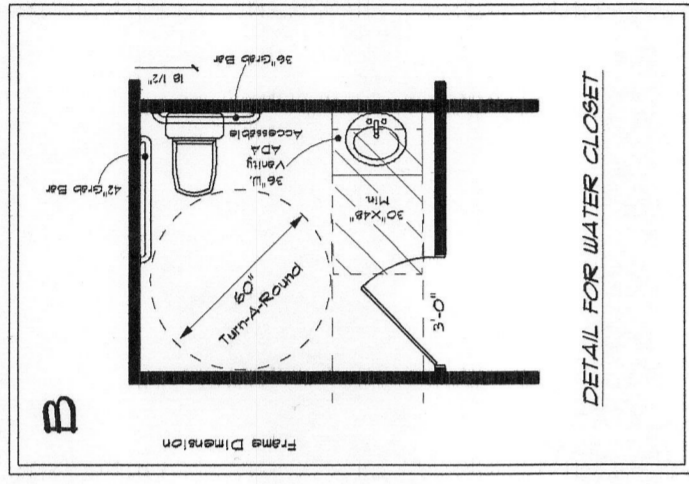 B
42"Grab Bar
18 1/2"
36"Grab Bar
36"W.
Vanity
ADA
Accessable
30"X48"
Min.
60"
Turn-A-Round
3'-0"
Frame Dimension
DETAIL FOR WATER CLOSET